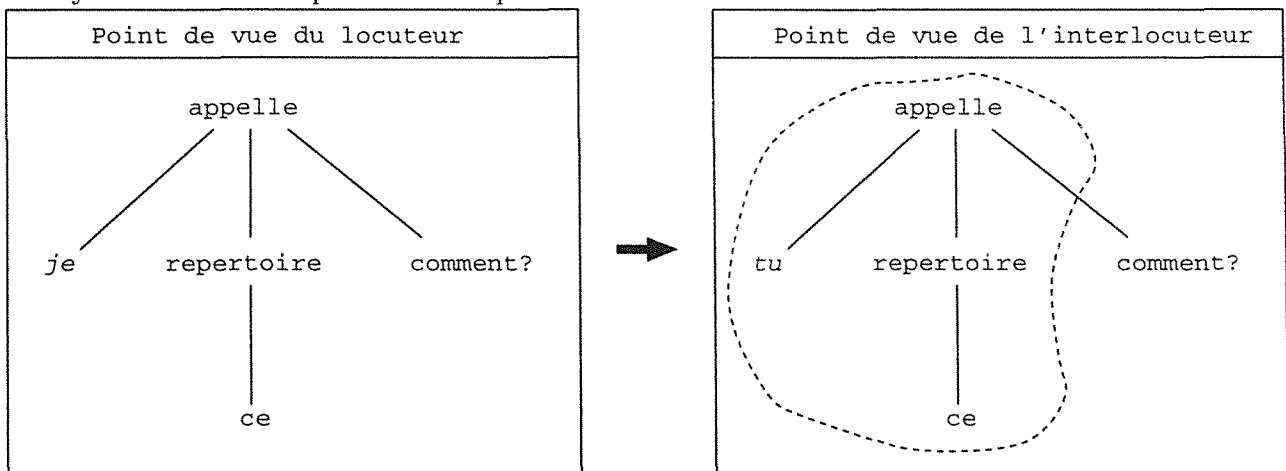 Point de vue du locuteur
appelle
je repertoire comment?
ce
Point de vue de l'interlocuteur
appelle
tu repertoire comment?
ce